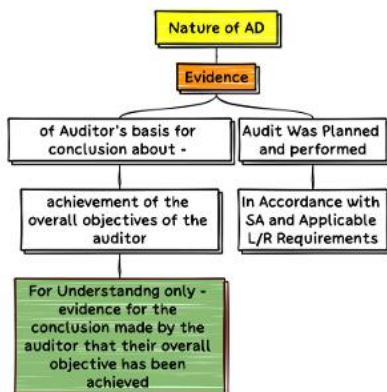 Nature of AD
Evidence
of Auditor's basis for
conclusion about -
Audit Was Planned
and performed
achievement of the
overall objectives of the
auditor
In Accordance with
SA and Applicable
L/R Requirements
For Understandng only -
evidence for the
conclusion made by the
auditor that their overall
objective has been
achieved